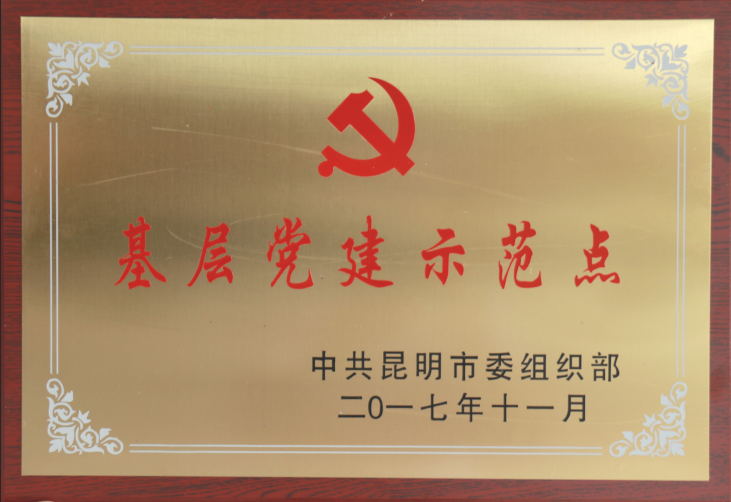 基层党建示范点
中共昆明市委组织部
二0一七年十一月